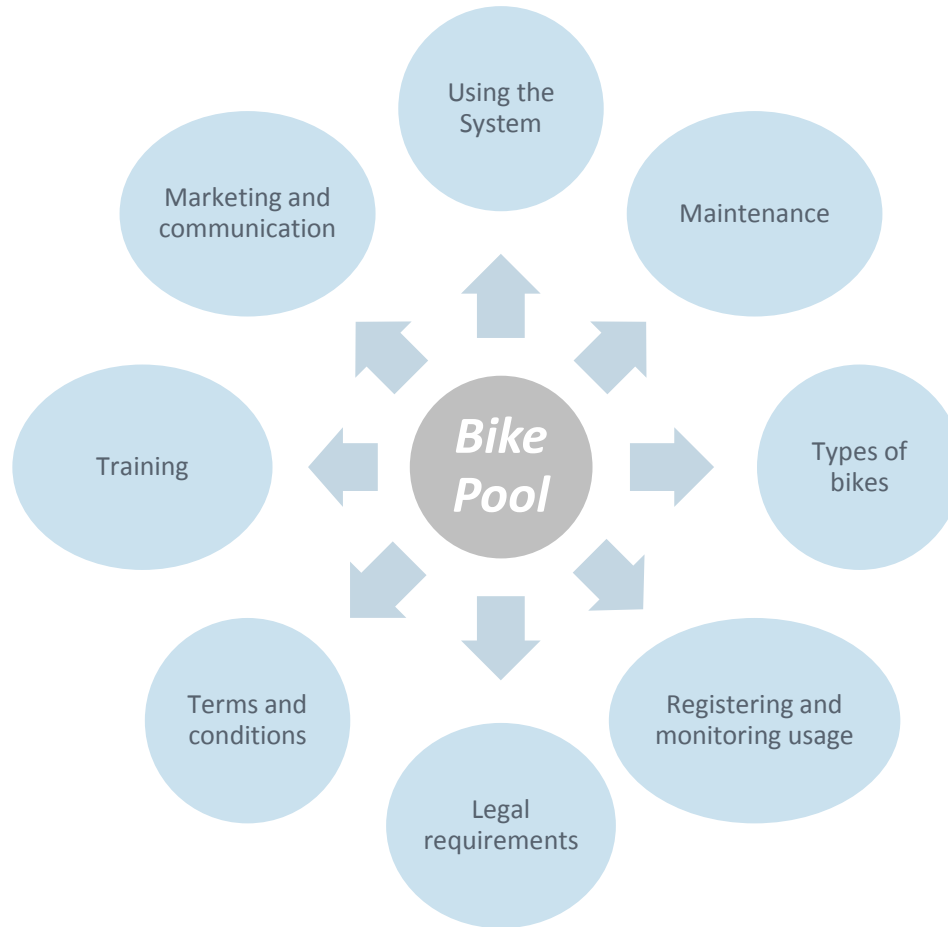 Using the
System
Marketing and
communication
Maintenance
Bike
Pool
Training
Types of
bikes
Terms and
conditions
Registering and
monitoring usage
Legal
requirements